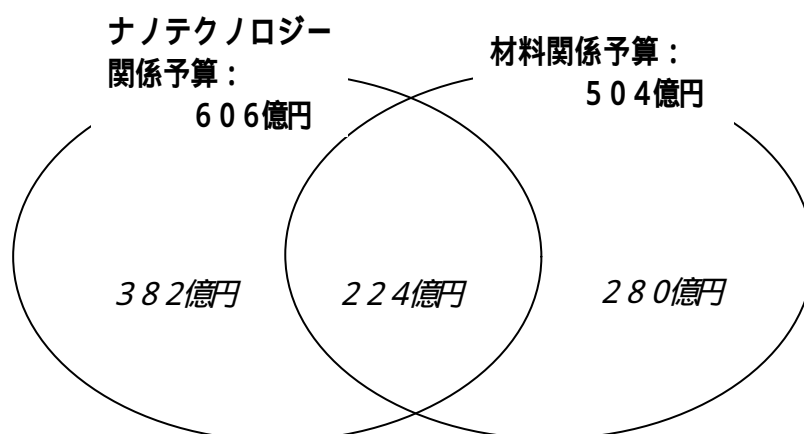 ナノテクノロジー
関係予算：
６０６億円
材料関係予算：
５０４億円
３８２億円
２２４億円
２８０億円